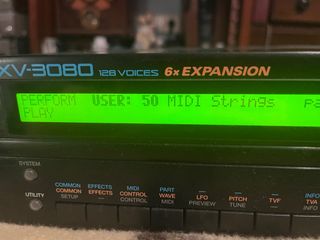 XV-3080 128 VOICES 6x EXPANSION
PERFORM USER: 50 MIDI Strings Pa
PLAY
SYSTEM
UTILITY
COMMON EFFECTS MIDI PART LFO PITCH TVF INFO
COMMON EFFECTS CONTROL WAVE PREVIEW TUNE TVA
SETUP CONTROL MIDI INFO